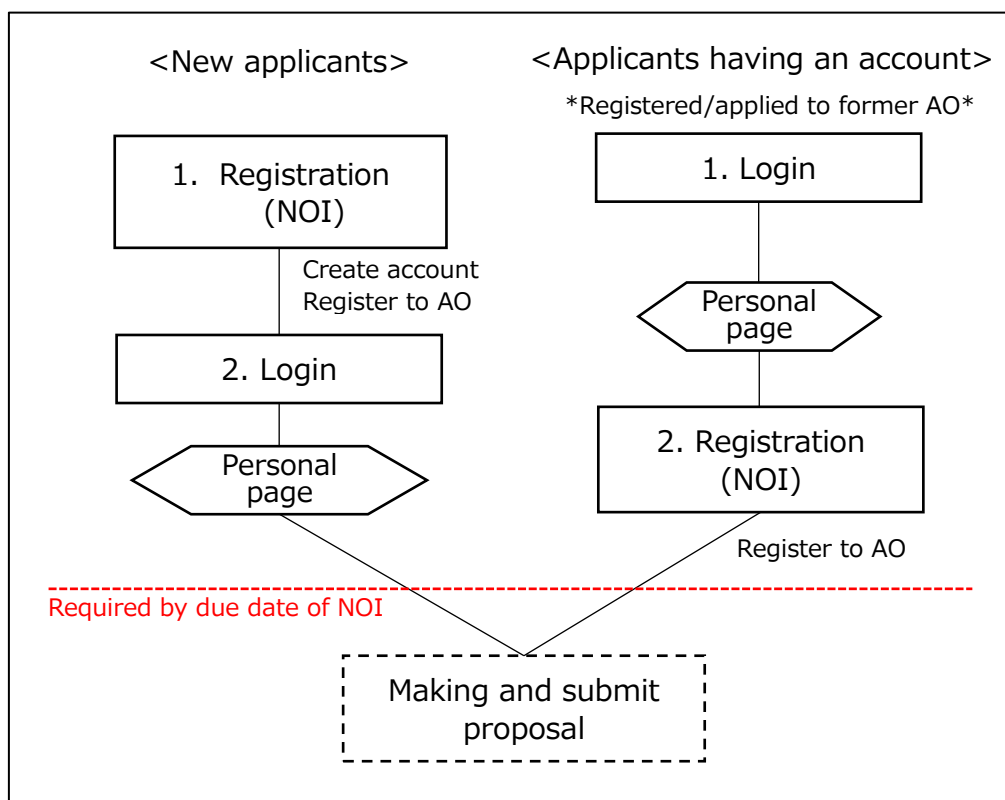 <New applicants>
1. Registration
(NOI)
Create account
Register to AO
2. Login
Personal
page
<Applicants having an account>
*Registered/applied to former AO*
1. Login
Personal
page
2. Registration
(NOI)
Register to AO
Required by due date of NOI
Making and submit
proposal